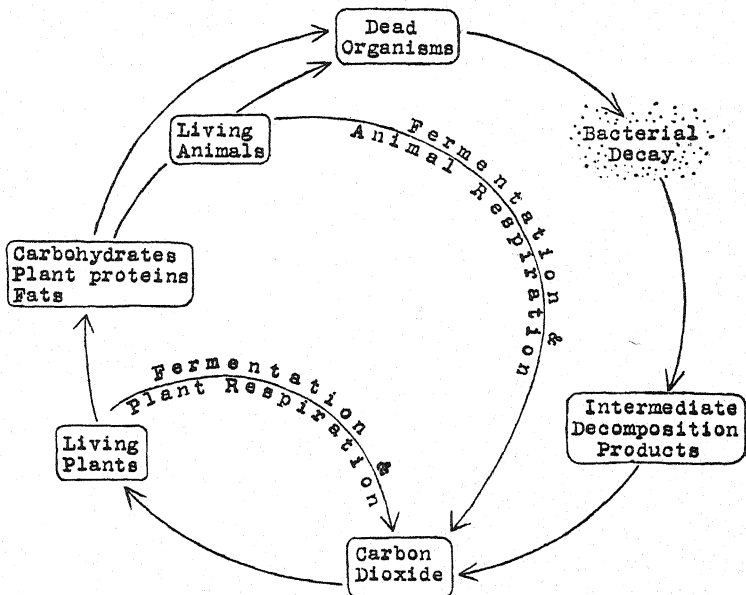 Dead
Organisms
Living
Animals
Fermentation &
Animal Respiration
Bacterial
Decay
Carbohydrates
Plant proteins
Fats
Fermentation &
Plant Respiration
Living
Plants
Intermediate
Decomposition
Products
Carbon
Dioxide